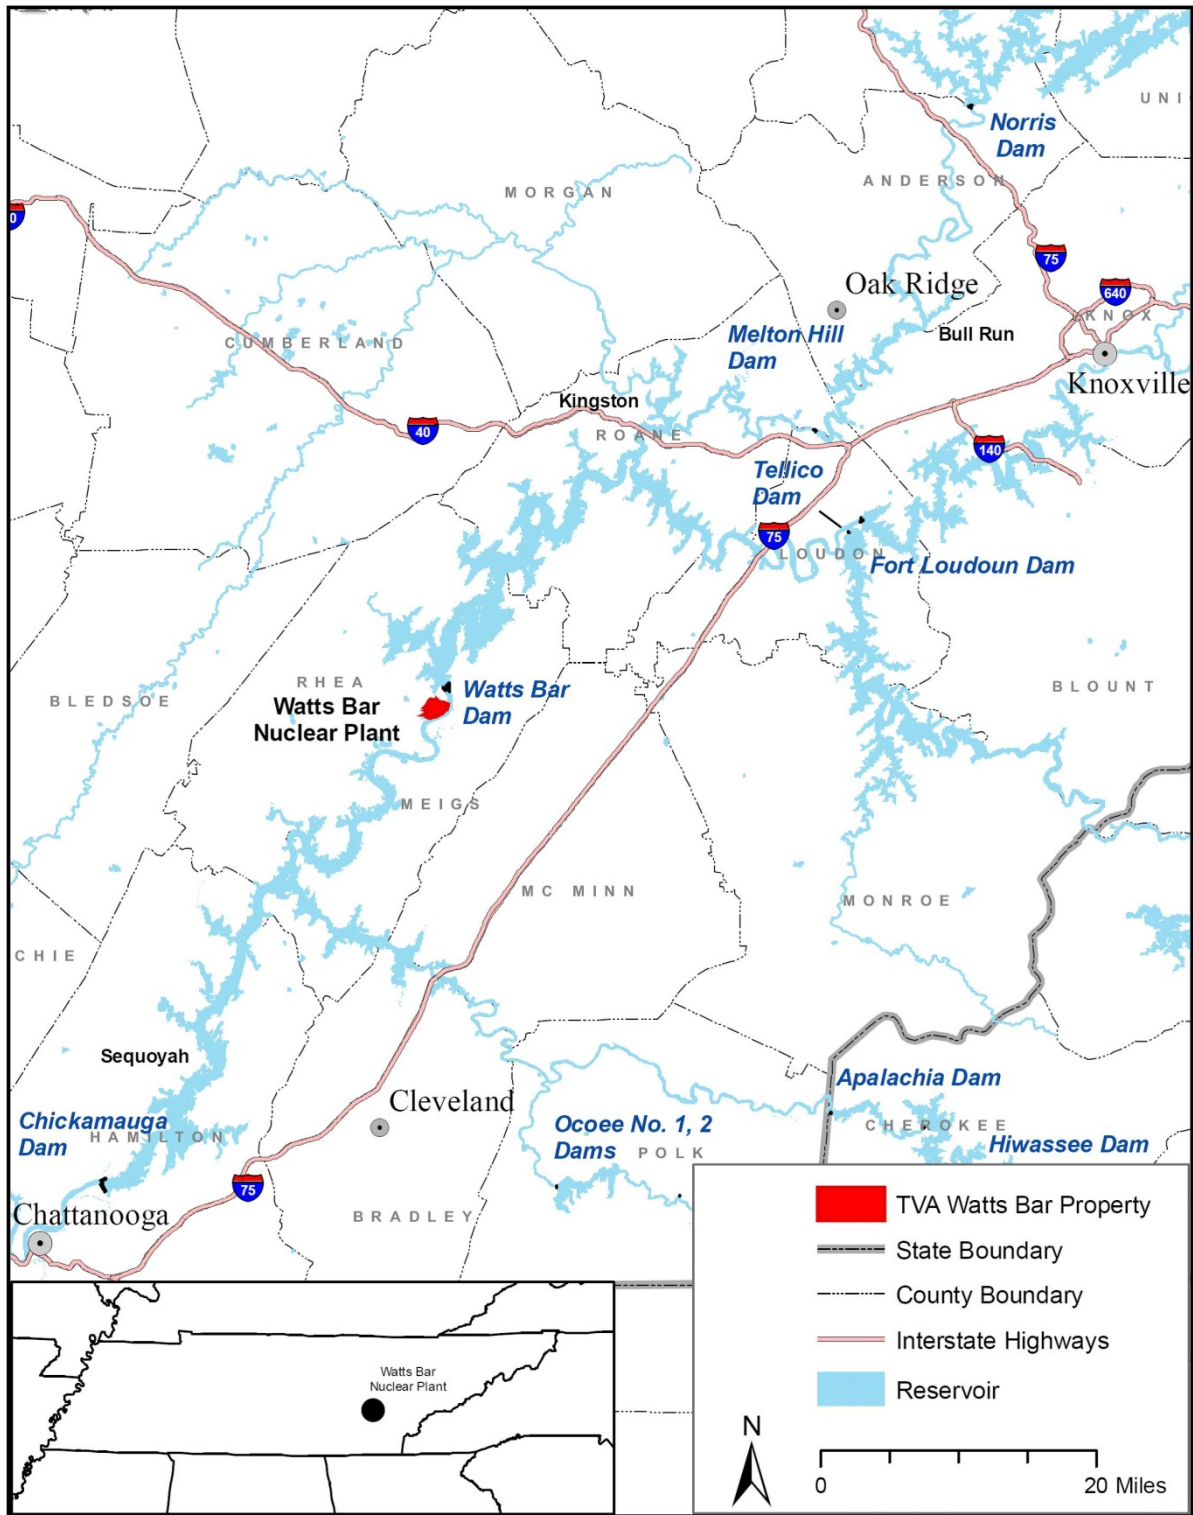 UNI
Norris
Dam
ANDERSON
MORGAN
0
75
640
KNOX
Oak Ridge
Melton Hill
Dam
Bull Run
Knoxville
CUMBERLAND
Kingston
40
ROANE
140
Tellico
Dam
75
LOUDON
Fort Loudoun Dam
RHEA
Watts Bar
Nuclear Plant
Watts Bar
Dam
BLEDSOE
BLOUNT
MEIGS
MC MINN
MONROE
CHIE
Sequoyah
Apalachia Dam
Cleveland
Chickamauga
Dam
HAMILTON
Ocoee No. 1, 2
Dams
POLK
CHEROKEE
Hiwassee Dam
75
Chattanooga
BRADLEY
TVA Watts Bar Property
State Boundary
County Boundary
Interstate Highways
Reservoir
N
0 20 Miles
Watts Bar
Nuclear Plant